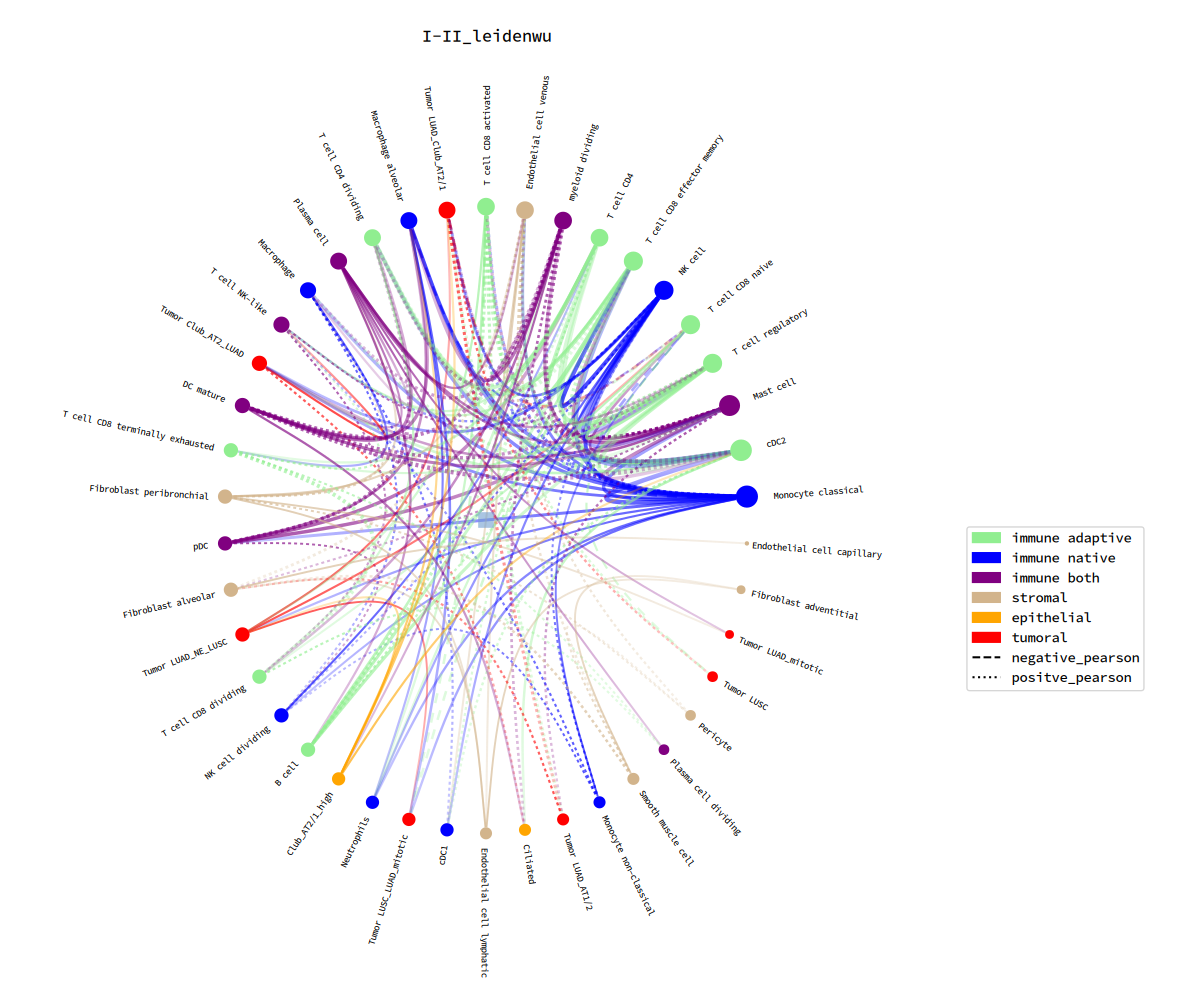 I-II_leidenwu
Endothelial cell venous
T cell CD8 activated
Tumor LUAD_Club_AT2/1
Macrophage alveolar
T cell CD4 dividing
plasma cell
Macrophage
T cell NK-like
Tumor Club_AT2_LUAD
DC mature
T cell CD8 terminally exhausted
Fibroblast peribronchial
pDC
Fibroblast alveolar
Tumor LUAD_NE_LUSC
T cell CD8 dividing
NK cell dividing
B cell
Club_AT2/1_high
Neutrophils
Tumor LUSC_LUAD_mitotic
cDC1
Endothelial cell lymphatic
Ciliated
Tumor LUAD_AT1/2
Monocyte non-classical
Smooth muscle cell
Plasma cell dividing
Pericyte
Tumor LUSC
Tumor LUAD_mitotic
Fibroblast adventitial
Endothelial cell capillary
Monocyte classical
cDC2
Mast cell
T cell regulatory
T cell CD8 naive
NK cell
T cell CD8 effector memory
T cell CD4
myeloid dividing
immune adaptive
immune native
immune both
stromal
epithelial
tumoral
negative_pearson
positve_pearson